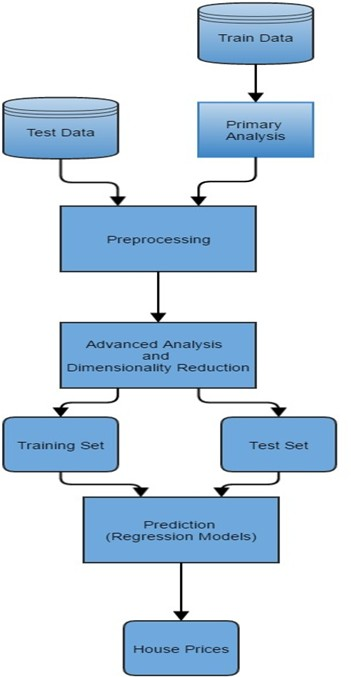 Train Data
Test Data
Primary
Analysis
Preprocessing
Advanced Analysis
and
Dimensionality Reduction
Training Set
Test Set
Prediction
(Regression Models)
House Prices